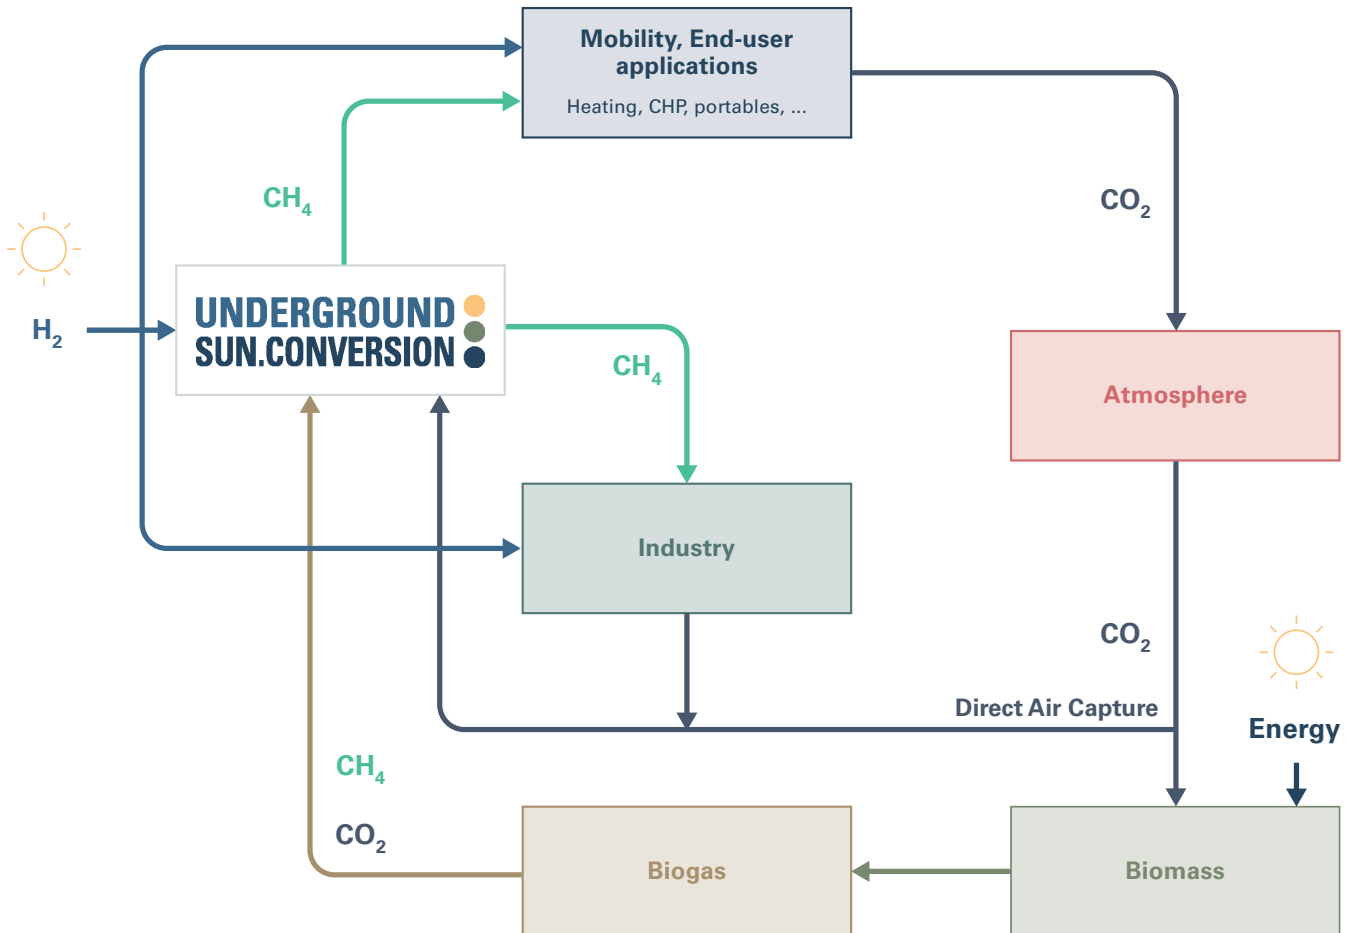 Mobility, End-user
applications
Heating, CHP, portables, ...
CH₄
CO₂
H₂
UNDERGROUND
SUN.CONVERSION
CH₄
Atmosphere
Industry
CO₂
Direct Air Capture
Energy
CH₄
CO₂
Biogas
Biomass